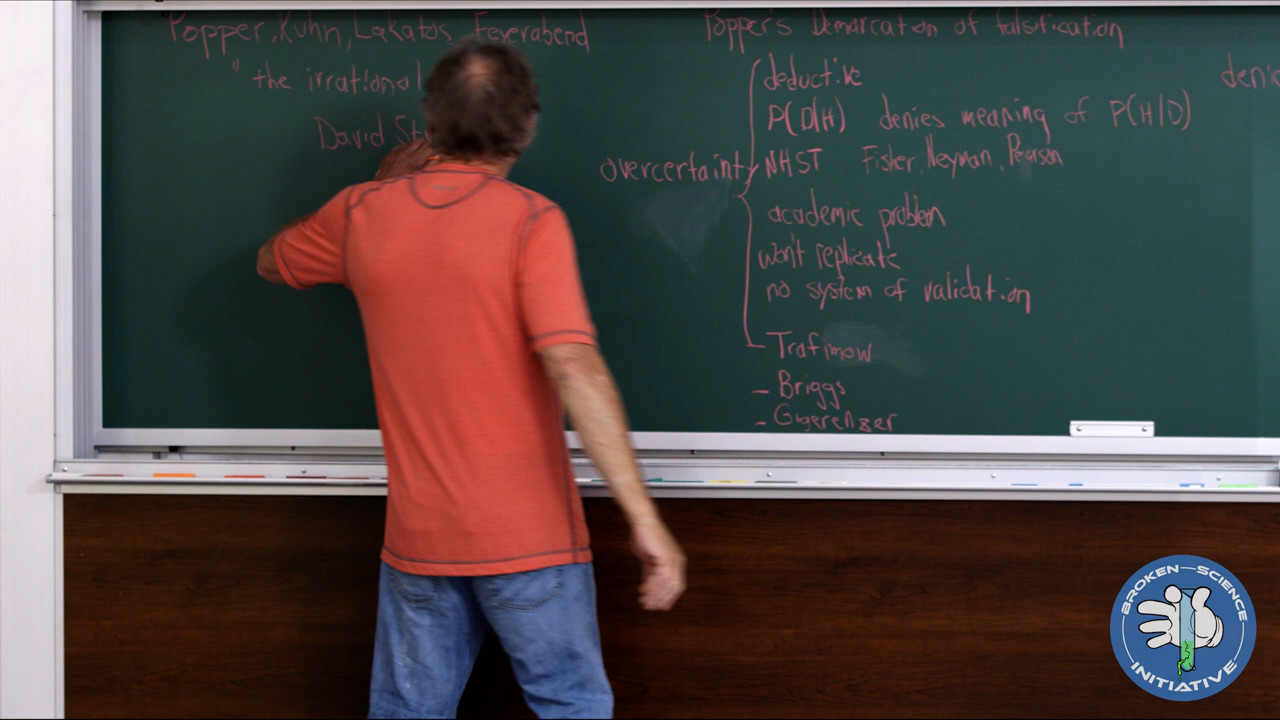 Popper, Kuhn, Lakatos, Feyerabend
" the irrational
David St
Popper's Demarcation of falsification
deductive
P(D|H) denies meaning of P(H|D)
overcertainty NHST Fisher, Neyman, Pearson
academic problem
won't replicate
no system of validation
- Trafimow
- Briggs
- Gigerenzer
BROKEN-SCIENCE
INITIATIVE